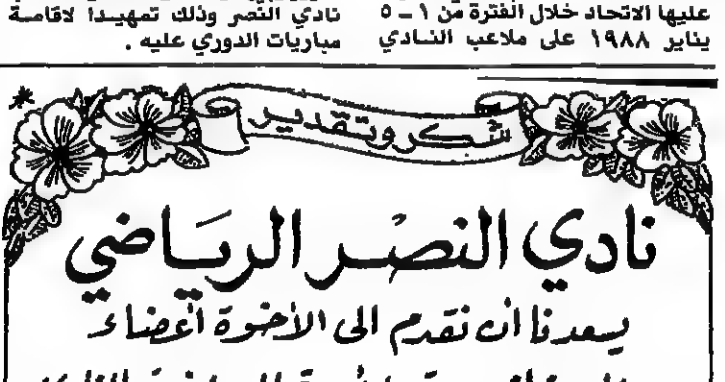 عليها الاتحاد خلال الفترة من ١ – ٥
يناير ١٩٨٨ على ملاعب النادي
نادي النصر وذلك تمهيدا لاقامة
مباريات الدوري عليه .
شكر وتقدير
نادي النصر الرياضي
يسعدنا أن نقدم الى الأخوة أعضاء